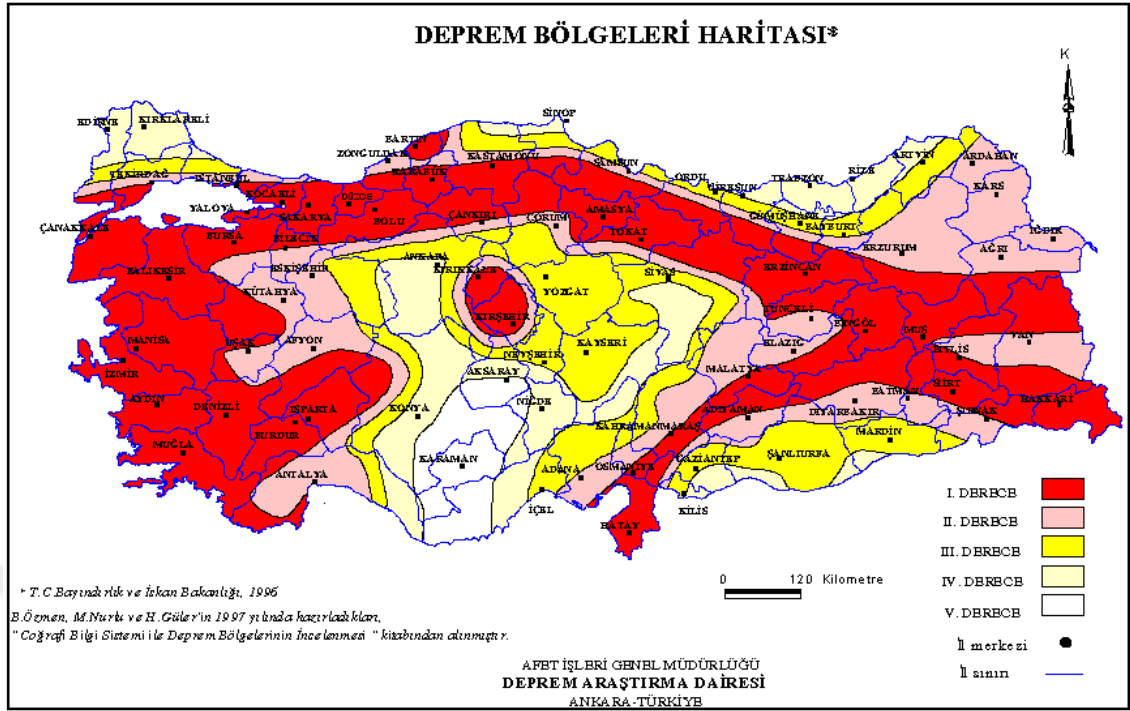 DEPREM BÖLGELERİ HARİTASI*
K
SİNOP
EDİRNE
KIRKLARELİ
BARTIN
ZONGULDAK
KASTAMONU
SAMSUN
ARTVİN
ARDAHAN
TEKİRDAĞ
İSTANBUL
KOCAELİ
KARABÜK
ORDU
GİRESUN
TRABZON
RİZE
KARS
YALOVA
SAKARYA
DÜZCE
BOLU
ÇANKIRI
ÇORUM
AMASYA
TOKAT
GÜMÜŞHANE
BAYBURT
ERZURUM
IĞDIR
AĞRI
ÇANAKKALE
BURSA
BİLECİK
ESKİŞEHİR
ANKARA
KIRIKKALE
YOZGAT
SİVAS
ERZİNCAN
BALIKESİR
KÜTAHYA
KIRŞEHİR
TUNCELİ
BİNGÖL
MUŞ
VAN
MANİSA
UŞAK
AFYON
NEVŞEHİR
KAYSERİ
ELAZIĞ
BİTLİS
İZMİR
AKSARAY
MALATYA
SİİRT
AYDIN
DENİZLİ
ISPARTA
BURDUR
KONYA
NİĞDE
KAHRAMANMARAŞ
ADIYAMAN
DİYARBAKIR
BATMAN
ŞIRNAK
HAKKARİ
MUĞLA
ANTALYA
KARAMAN
ADANA
OSMANİYE
GAZİANTEP
ŞANLIURFA
MARDİN
İÇEL
HATAY
KİLİS
I. DERECE
II. DERECE
III. DERECE
IV. DERECE
V. DERECE
İl merkezi
İl sınırı
0 120 Kilometre
* T.C.Bayındırlık ve İskan Bakanlığı, 1996
B.Özmen, M.Nurlu ve H.Güler'in 1997 yılında hazırladıkları,
" Coğrafi Bilgi Sistemi ile Deprem Bölgelerinin İncelenmesi " kitabından alınmıştır.
AFET İŞLERİ GENEL MÜDÜRLÜĞÜ
DEPREM ARAŞTIRMA DAİRESİ
ANKARA-TÜRKİYE